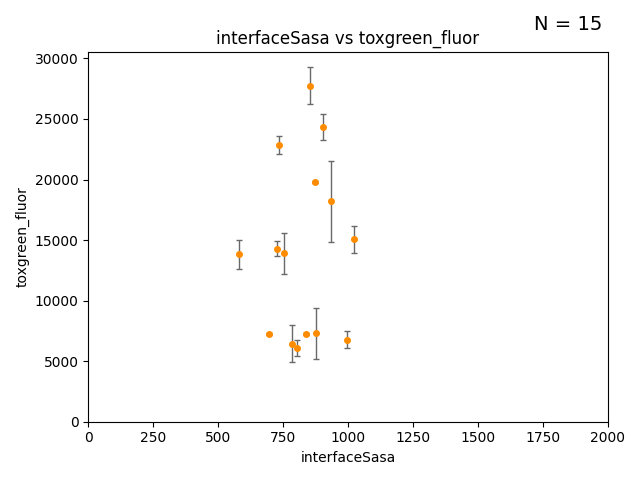 N = 15
interfaceSasa vs toxgreen_fluor
toxgreen_fluor
30000
25000
20000
15000
10000
5000
0
0 250 500 750 1000 1250 1500 1750 2000
interfaceSasa